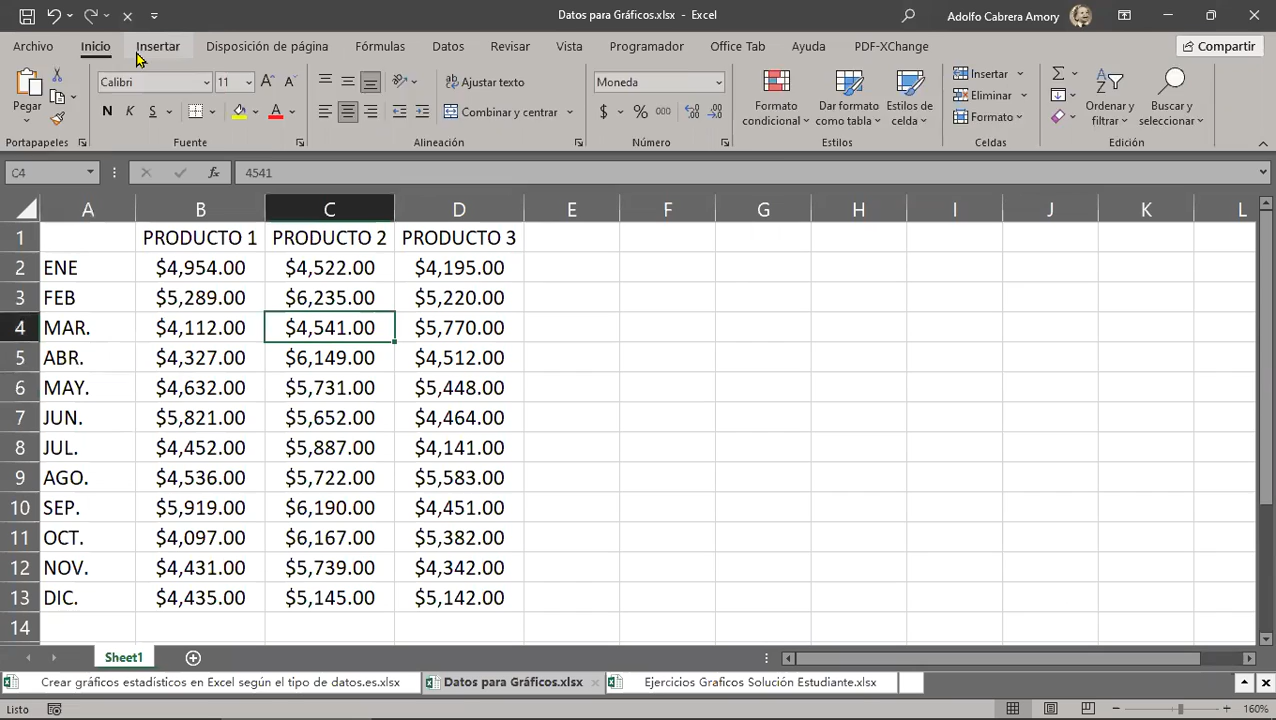 Datos para Gráficos.xlsx - Excel
Adolfo Cabrera Amory
Archivo Inicio Insertar Disposición de página Fórmulas Datos Revisar Vista Programador Office Tab Ayuda PDF-XChange Compartir
Pegar
Calibri 11
N K S
Ajustar texto
Combinar y centrar
Moneda
$ % 000
Formato condicional
Dar formato como tabla
Estilos de celda
Insertar
Eliminar
Formato
Ordenar y filtrar
Buscar y seleccionar
Portapapeles Fuente Alineación Número Estilos Celdas Edición
C4 fx 4541
A B C D E F G H I J K L
1 PRODUCTO 1 PRODUCTO 2 PRODUCTO 3
2 ENE $4,954.00 $4,522.00 $4,195.00
3 FEB $5,289.00 $6,235.00 $5,220.00
4 MAR. $4,112.00 $4,541.00 $5,770.00
5 ABR. $4,327.00 $6,149.00 $4,512.00
6 MAY. $4,632.00 $5,731.00 $5,448.00
7 JUN. $5,821.00 $5,652.00 $4,464.00
8 JUL. $4,452.00 $5,887.00 $4,141.00
9 AGO. $4,536.00 $5,722.00 $5,583.00
10 SEP. $5,919.00 $6,190.00 $4,451.00
11 OCT. $4,097.00 $6,167.00 $5,382.00
12 NOV. $4,431.00 $5,739.00 $4,342.00
13 DIC. $4,435.00 $5,145.00 $5,142.00
14
Sheet1
Crear gráficos estadísticos en Excel según el tipo de datos.es.xlsx Datos para Gráficos.xlsx Ejercicios Graficos Solución Estudiante.xlsx
Listo 160%